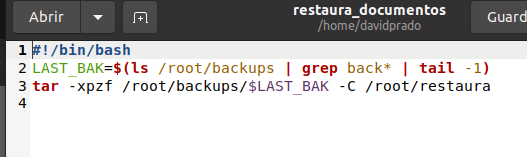 Abrir
restaura_documentos
/home/davidprado
Guard
1 #!/bin/bash
2 LAST_BAK=$(ls /root/backups | grep back* | tail -1)
3 tar -xpzf /root/backups/$LAST_BAK -C /root/restaura
4